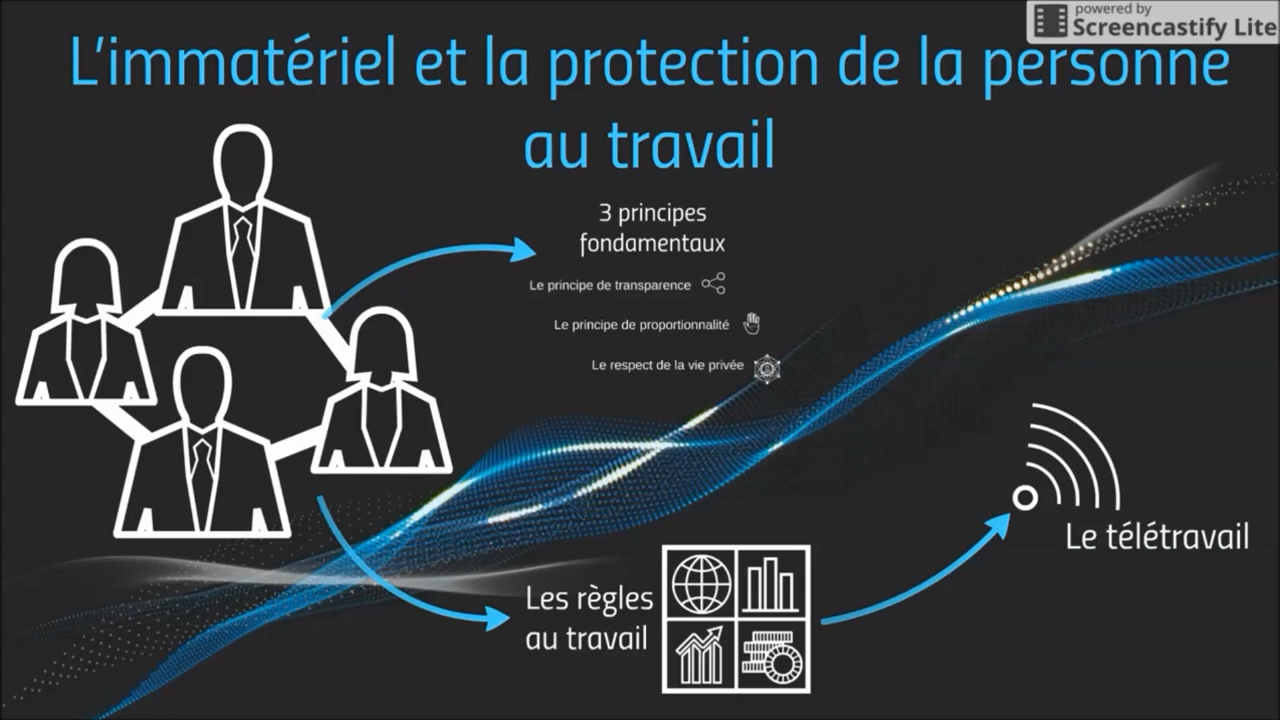 powered by
Screencastify Lite
L'immatériel et la protection de la personne
au travail
3 principes
fondamentaux
Le principe de transparence
Le principe de proportionnalité
Le respect de la vie privée
Le télétravail
Les règles
au travail